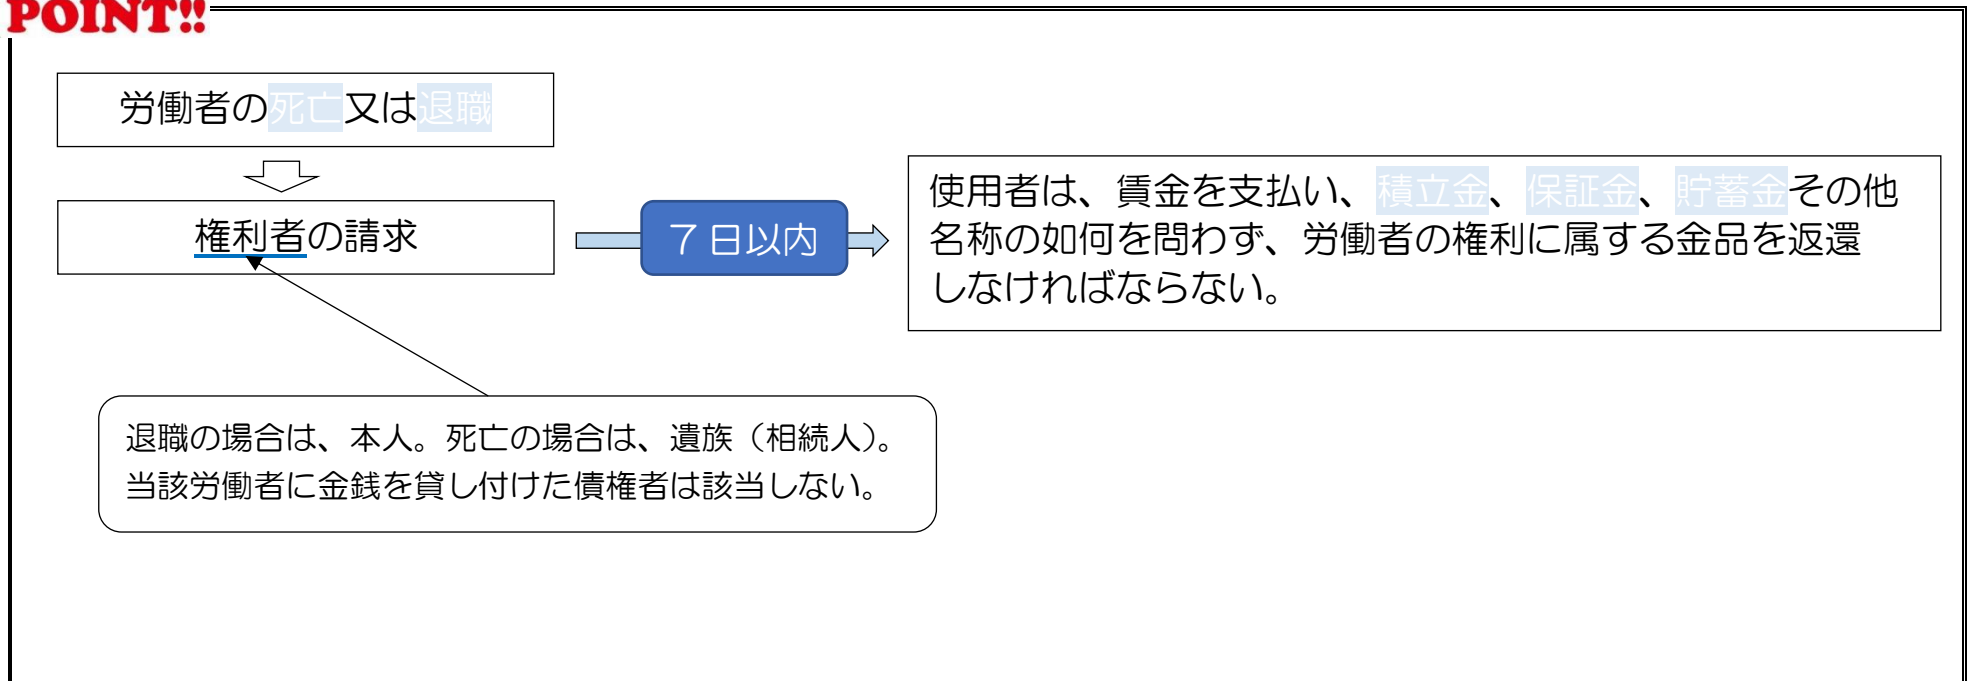 POINT!!
労働者の死亡又は退職
権利者の請求
７日以内
使用者は、賃金を支払い、積立金、保証金、貯蓄金その他
名称の如何を問わず、労働者の権利に属する金品を返還
しなければならない。
退職の場合は、本人。死亡の場合は、遺族（相続人）。
当該労働者に金銭を貸し付けた債権者は該当しない。